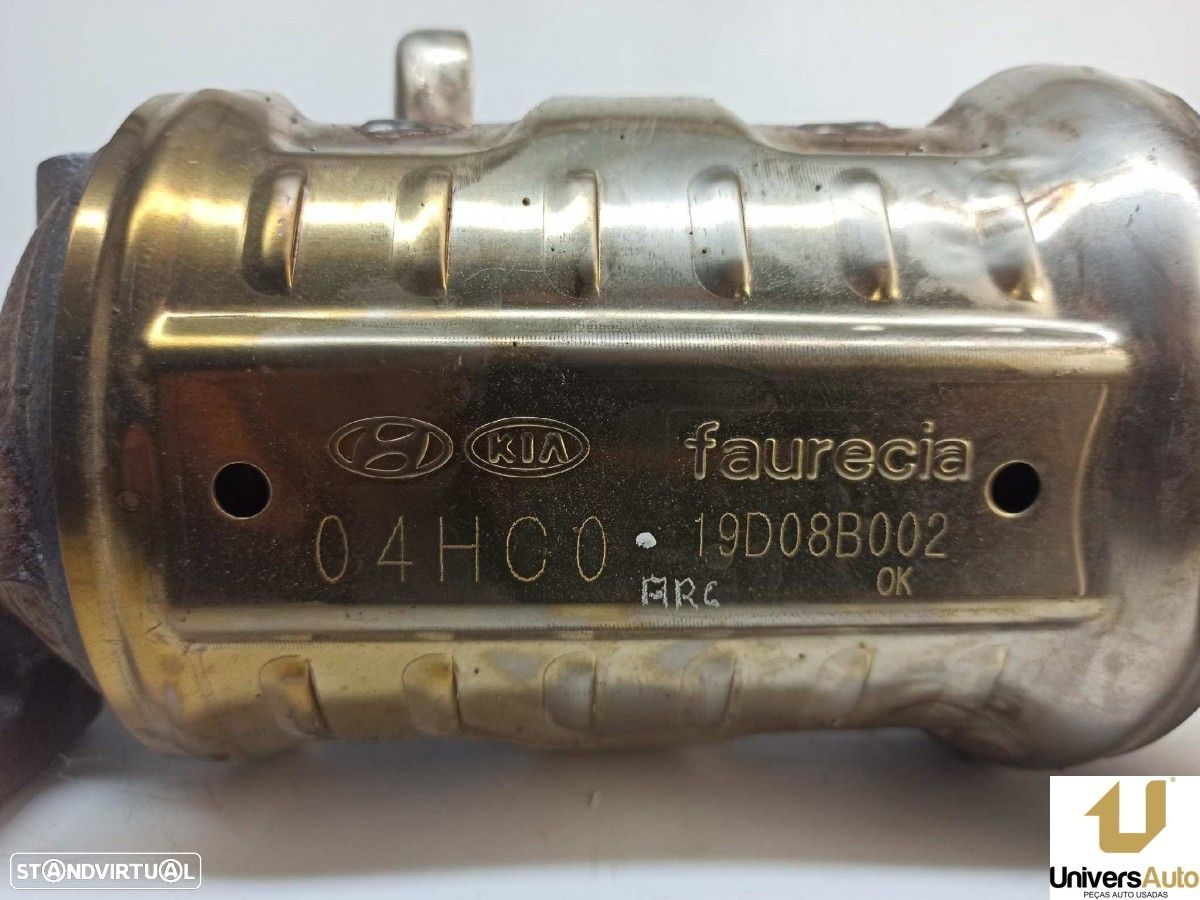 KIA faurecia
04HC0 • 19D08B002
OK
ARC
STANDVIRTUAL
UniversAuto
PEÇAS AUTO USADAS